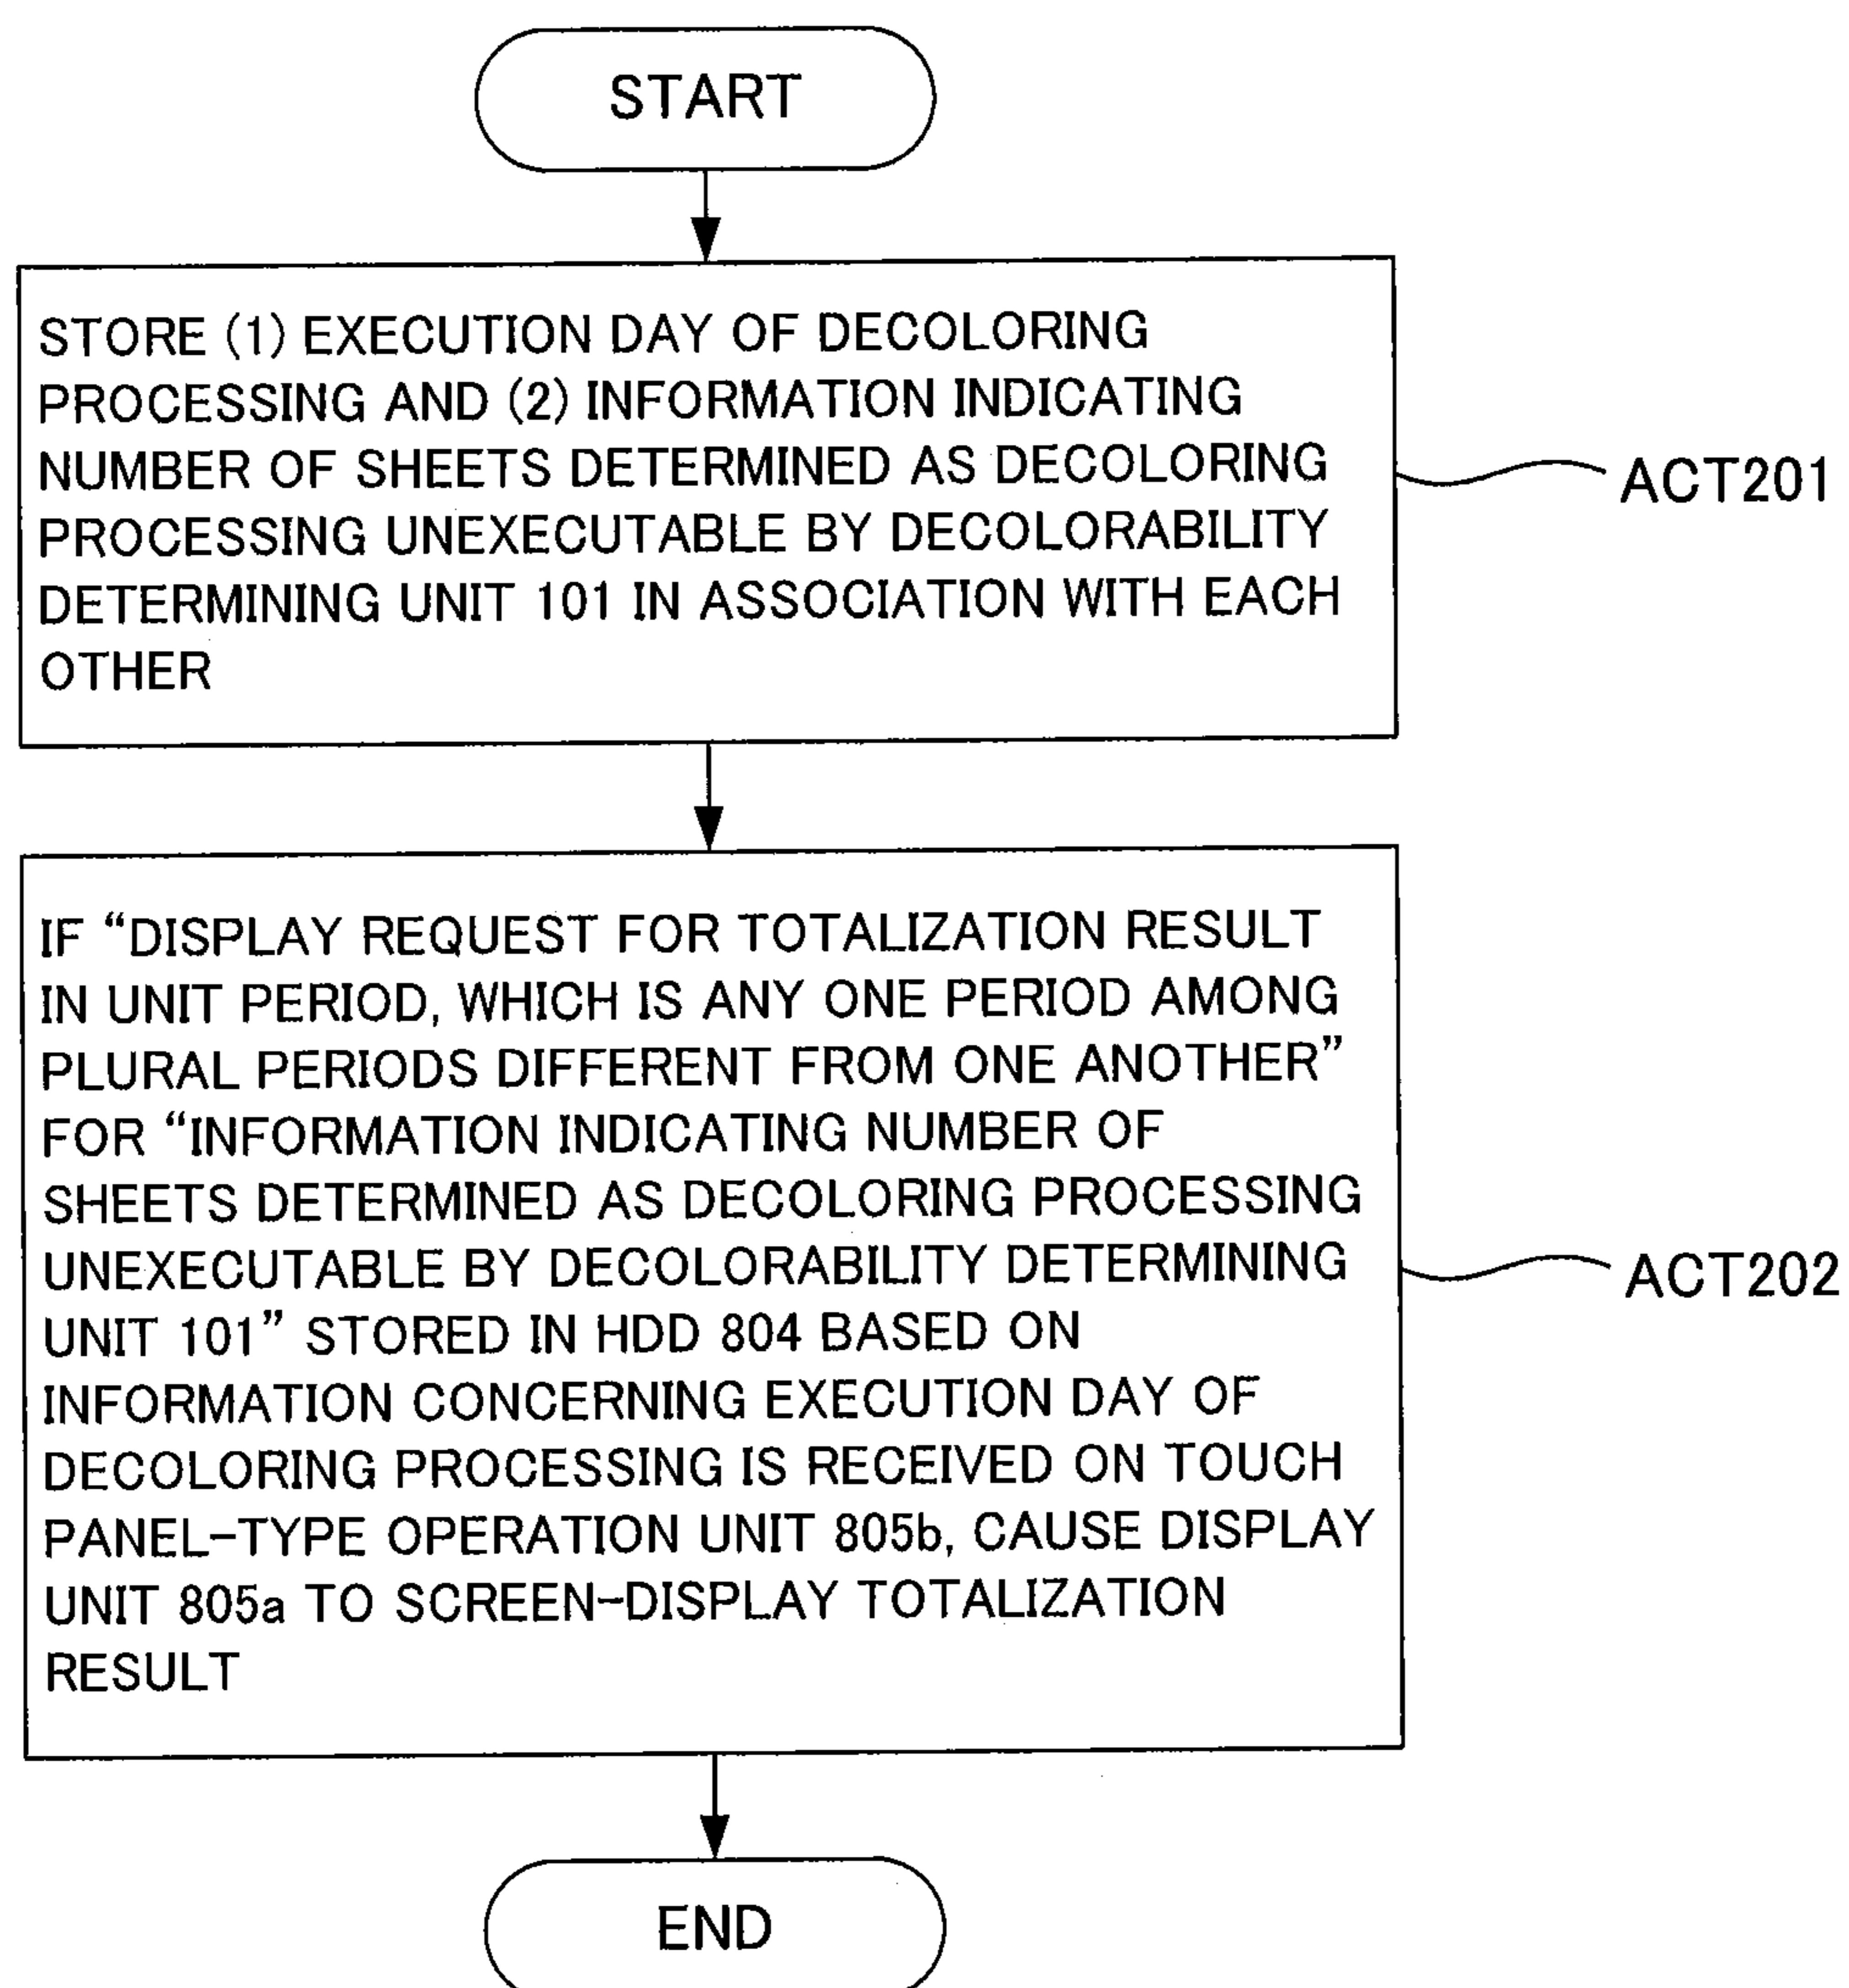 START
STORE (1) EXECUTION DAY OF DECOLORING
PROCESSING AND (2) INFORMATION INDICATING
NUMBER OF SHEETS DETERMINED AS DECOLORING
PROCESSING UNEXECUTABLE BY DECOLORABILITY
DETERMINING UNIT 101 IN ASSOCIATION WITH EACH
OTHER
ACT201
IF “DISPLAY REQUEST FOR TOTALIZATION RESULT
IN UNIT PERIOD, WHICH IS ANY ONE PERIOD AMONG
PLURAL PERIODS DIFFERENT FROM ONE ANOTHER”
FOR “INFORMATION INDICATING NUMBER OF
SHEETS DETERMINED AS DECOLORING PROCESSING
UNEXECUTABLE BY DECOLORABILITY DETERMINING
UNIT 101” STORED IN HDD 804 BASED ON
INFORMATION CONCERNING EXECUTION DAY OF
DECOLORING PROCESSING IS RECEIVED ON TOUCH
PANEL-TYPE OPERATION UNIT 805b, CAUSE DISPLAY
UNIT 805a TO SCREEN-DISPLAY TOTALIZATION
RESULT
ACT202
END